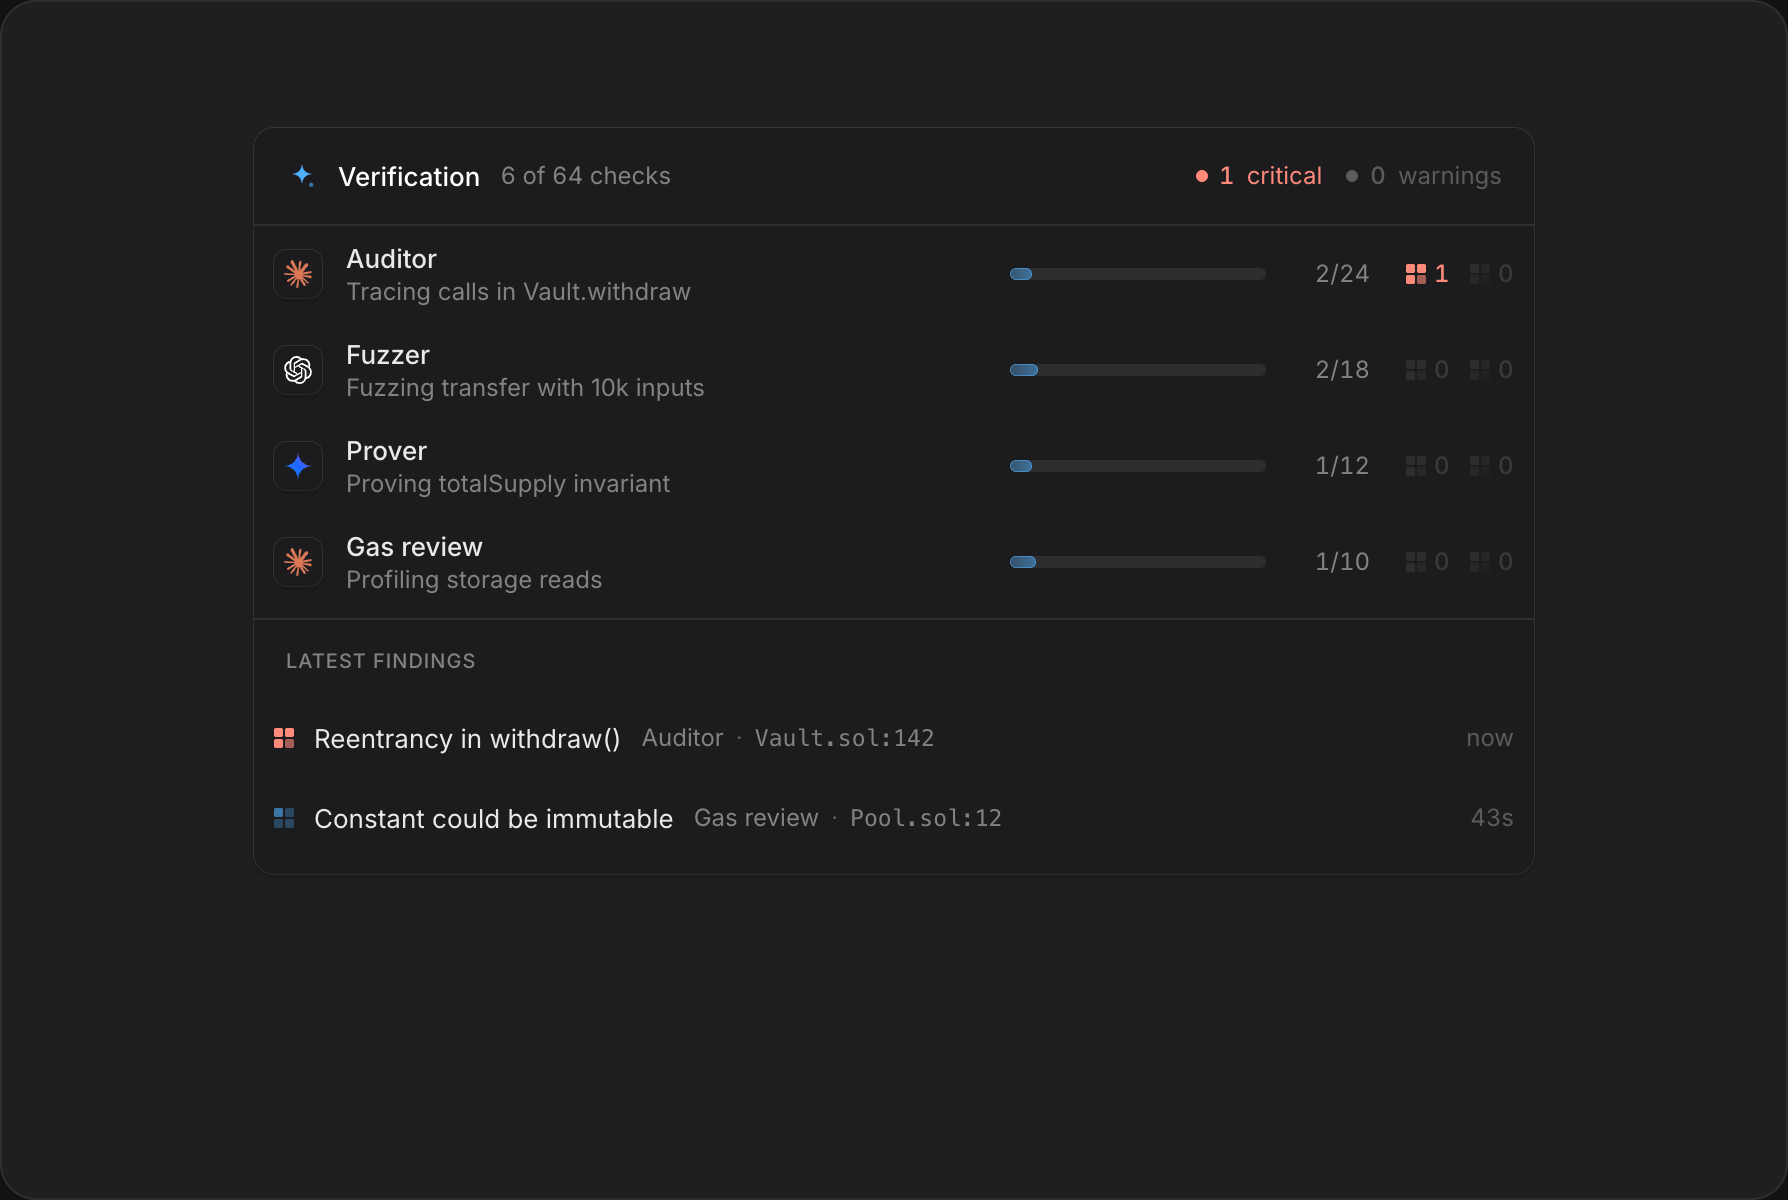 Verification 6 of 64 checks 1 critical 0 warnings
Auditor
Tracing calls in Vault.withdraw
2/24 1 0
Fuzzer
Fuzzing transfer with 10k inputs
2/18 0 0
Prover
Proving totalSupply invariant
1/12 0 0
Gas review
Profiling storage reads
1/10 0 0
LATEST FINDINGS
Reentrancy in withdraw() Auditor · Vault.sol:142 now
Constant could be immutable Gas review · Pool.sol:12 43s